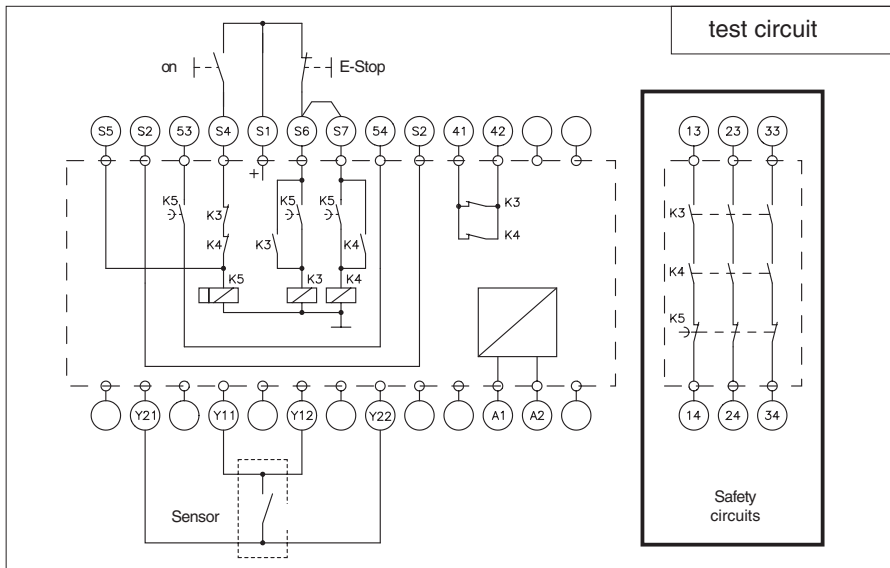 test circuit
on
E-Stop
S5 S2 53 S4 S1 S6 S7 54 S2 41 42
13 23 33
+
K5 K3 K5 K5 K3
K4 K3 K4 K4
K5 K3 K4
K3
K4
K5
Y21 Y11 Y12 Y22 A1 A2
14 24 34
Sensor
Safety
circuits